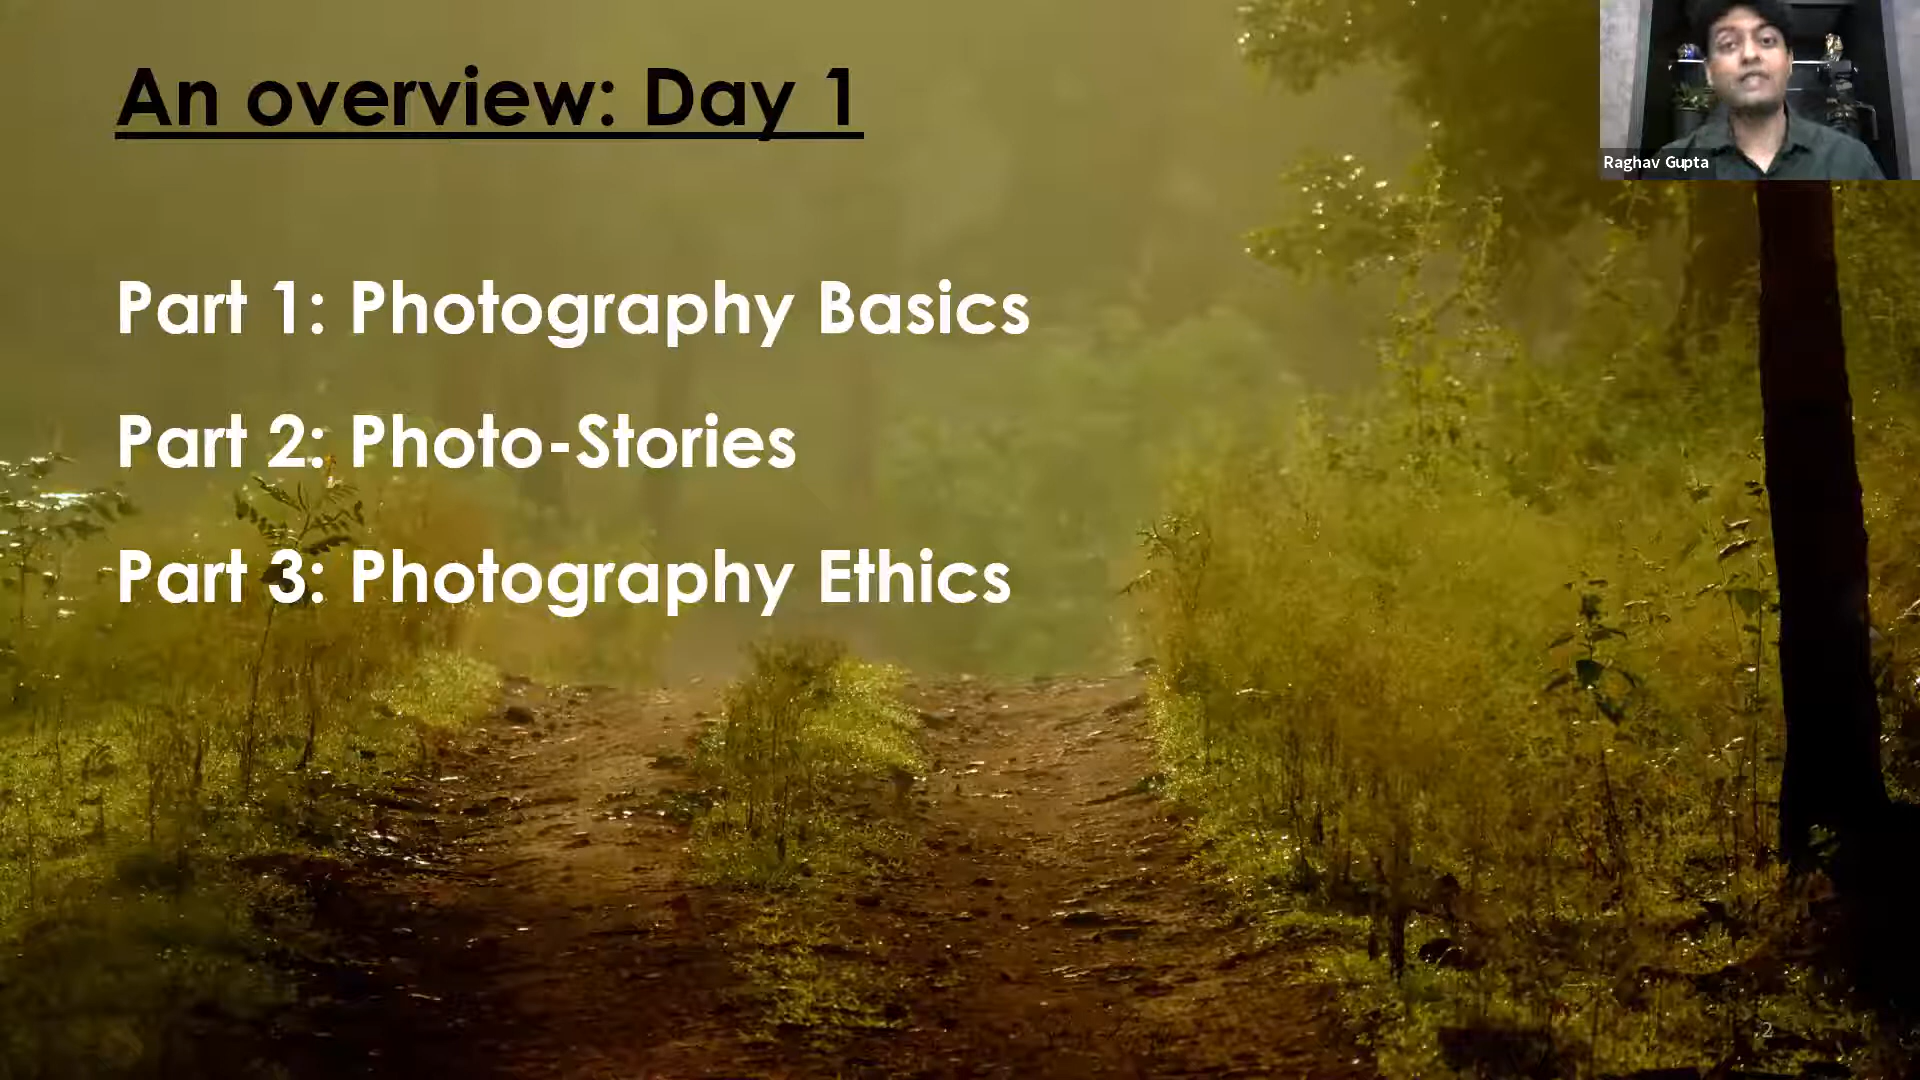 An overview: Day 1
Raghav Gupta
Part 1: Photography Basics
Part 2: Photo-Stories
Part 3: Photography Ethics
2